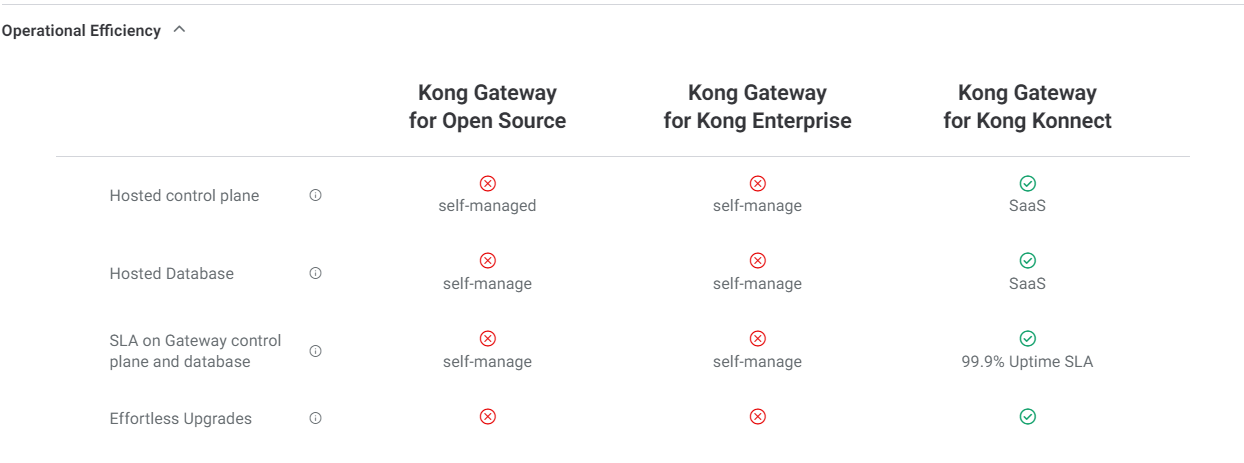 Operational Efficiency
Kong Gateway
for Open Source
Kong Gateway
for Kong Enterprise
Kong Gateway
for Kong Konnect
Hosted control plane
self-managed
self-manage
SaaS
Hosted Database
self-manage
self-manage
SaaS
SLA on Gateway control
plane and database
self-manage
self-manage
99.9% Uptime SLA
Effortless Upgrades